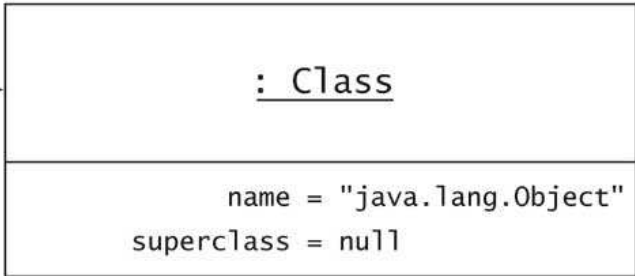 : Class
name = "java.lang.Object"
superclass = null